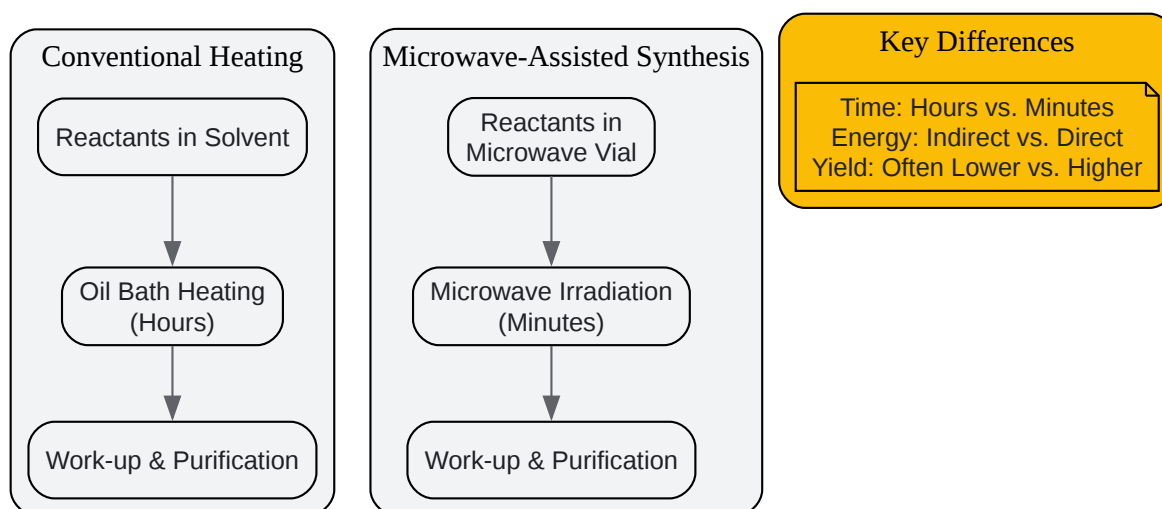 Conventional Heating
Reactants in Solvent
Oil Bath Heating
(Hours)
Work-up & Purification
Microwave-Assisted Synthesis
Reactants in
Microwave Vial
Microwave Irradiation
(Minutes)
Work-up & Purification
Key Differences
Time: Hours vs. Minutes
Energy: Indirect vs. Direct
Yield: Often Lower vs. Higher